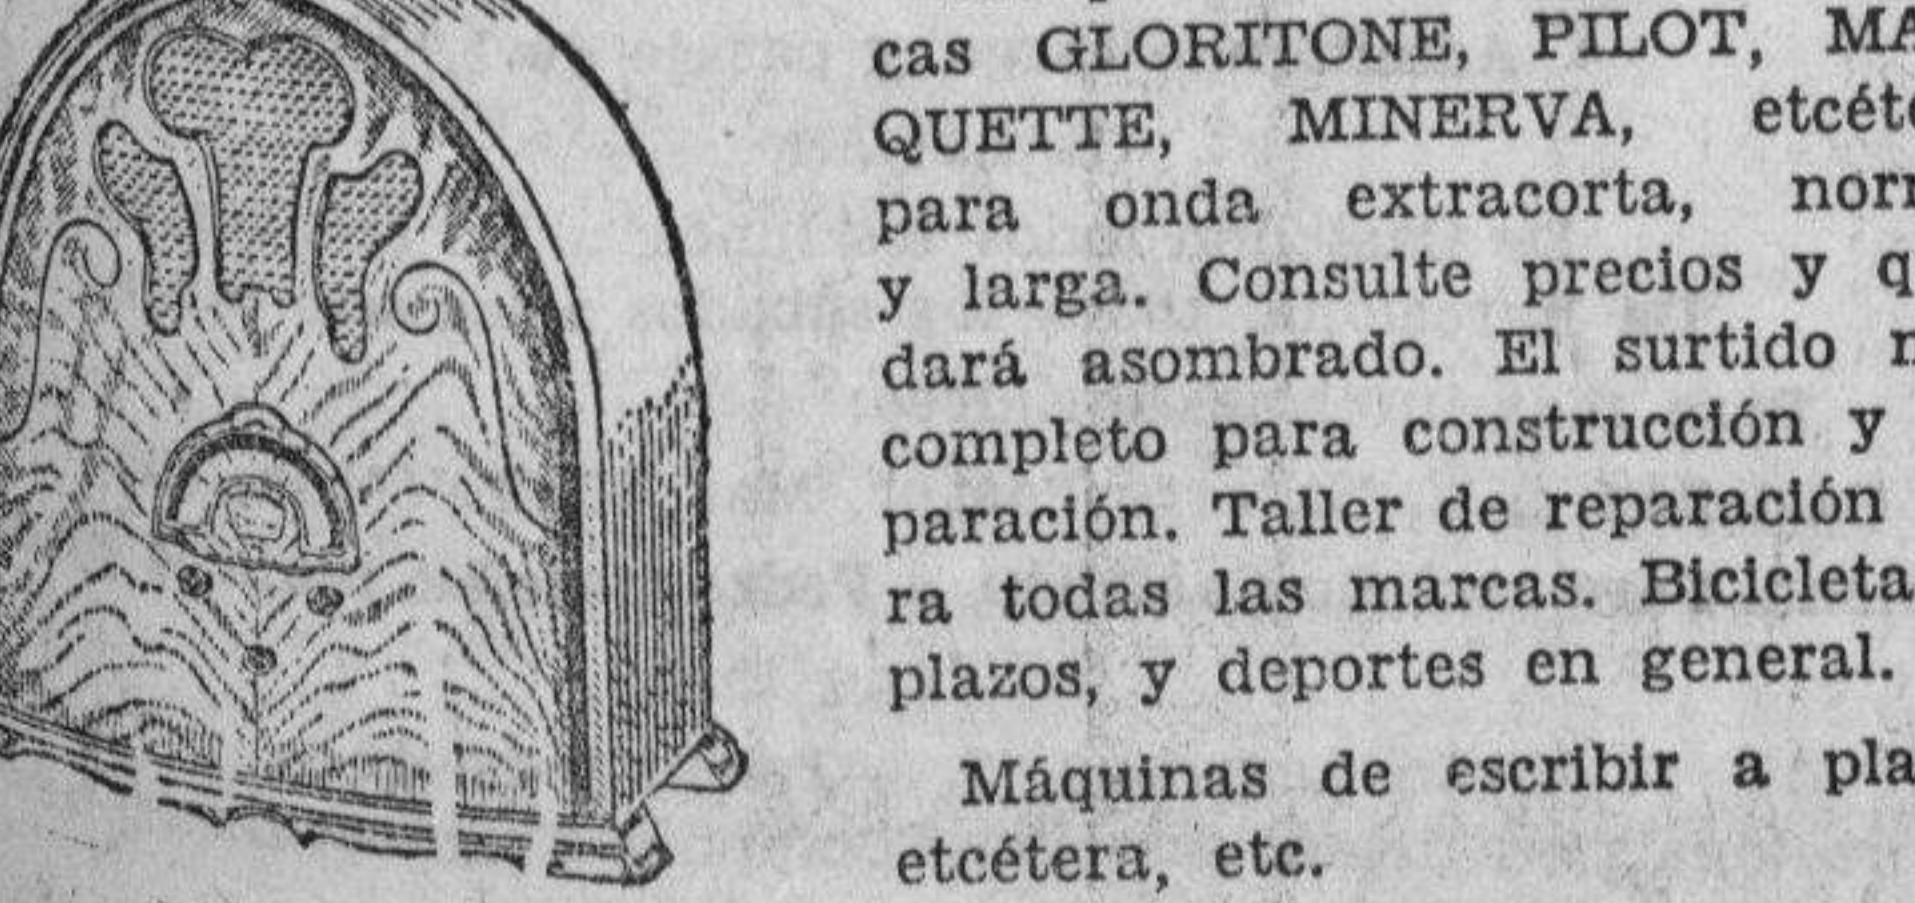 cas GLORITONE, PILOT, MA
QUETTE, MINERVA, etcéte
para onda extracorta, nor
y larga. Consulte precios y q
dará asombrado. El surtido
completo para construcción y
paración. Taller de reparación
ra todas las marcas. Bicicleta
plazos, y deportes en general.
Máquinas de escribir a pla
etcétera, etc.